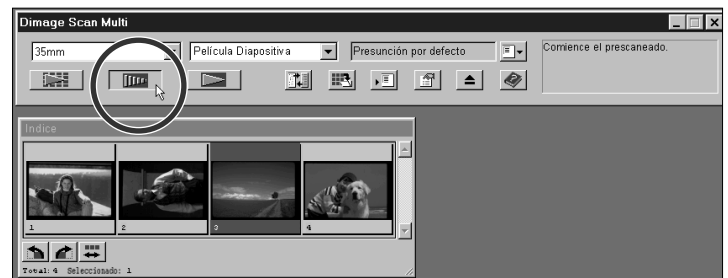 Dimage Scan Multi
35mm Película Diapositiva Presunción por defecto Comience el prescaneado.
Indice
1 2 3 4
Total: 4 Seleccionado: 1